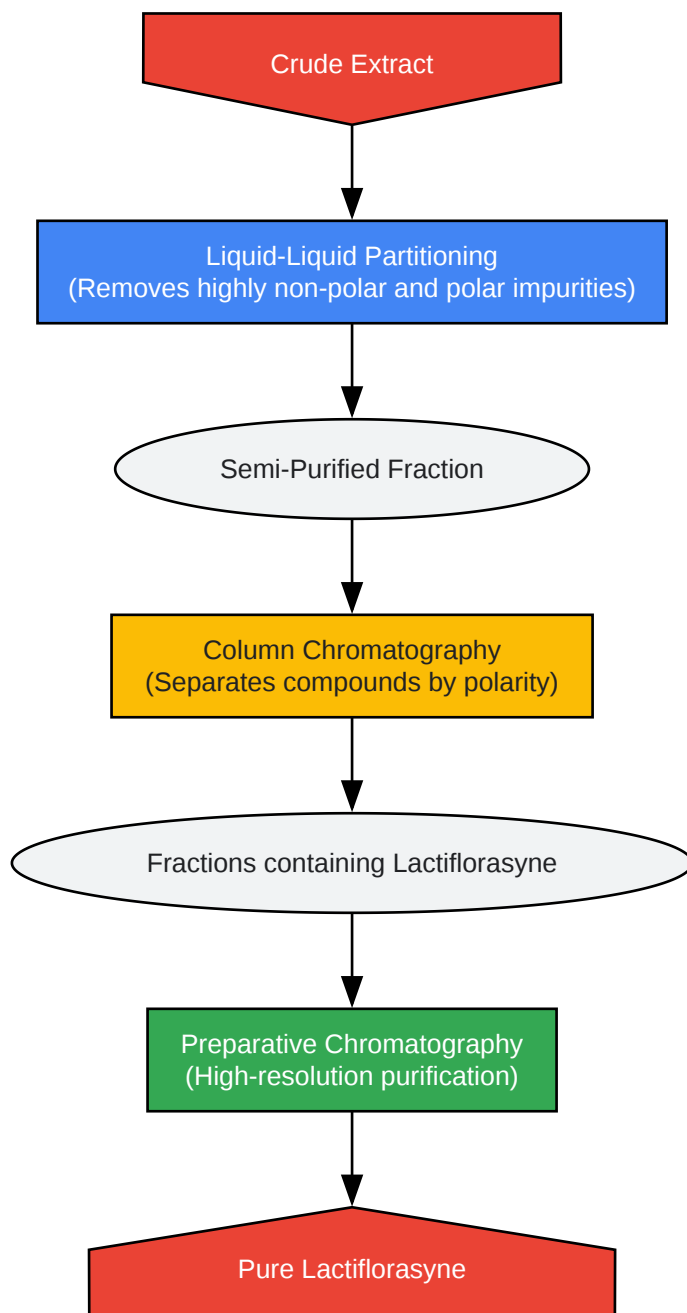 Crude Extract
Liquid-Liquid Partitioning
(Removes highly non-polar and polar impurities)
Semi-Purified Fraction
Column Chromatography
(Separates compounds by polarity)
Fractions containing Lactiflorasyne
Preparative Chromatography
(High-resolution purification)
Pure Lactiflorasyne